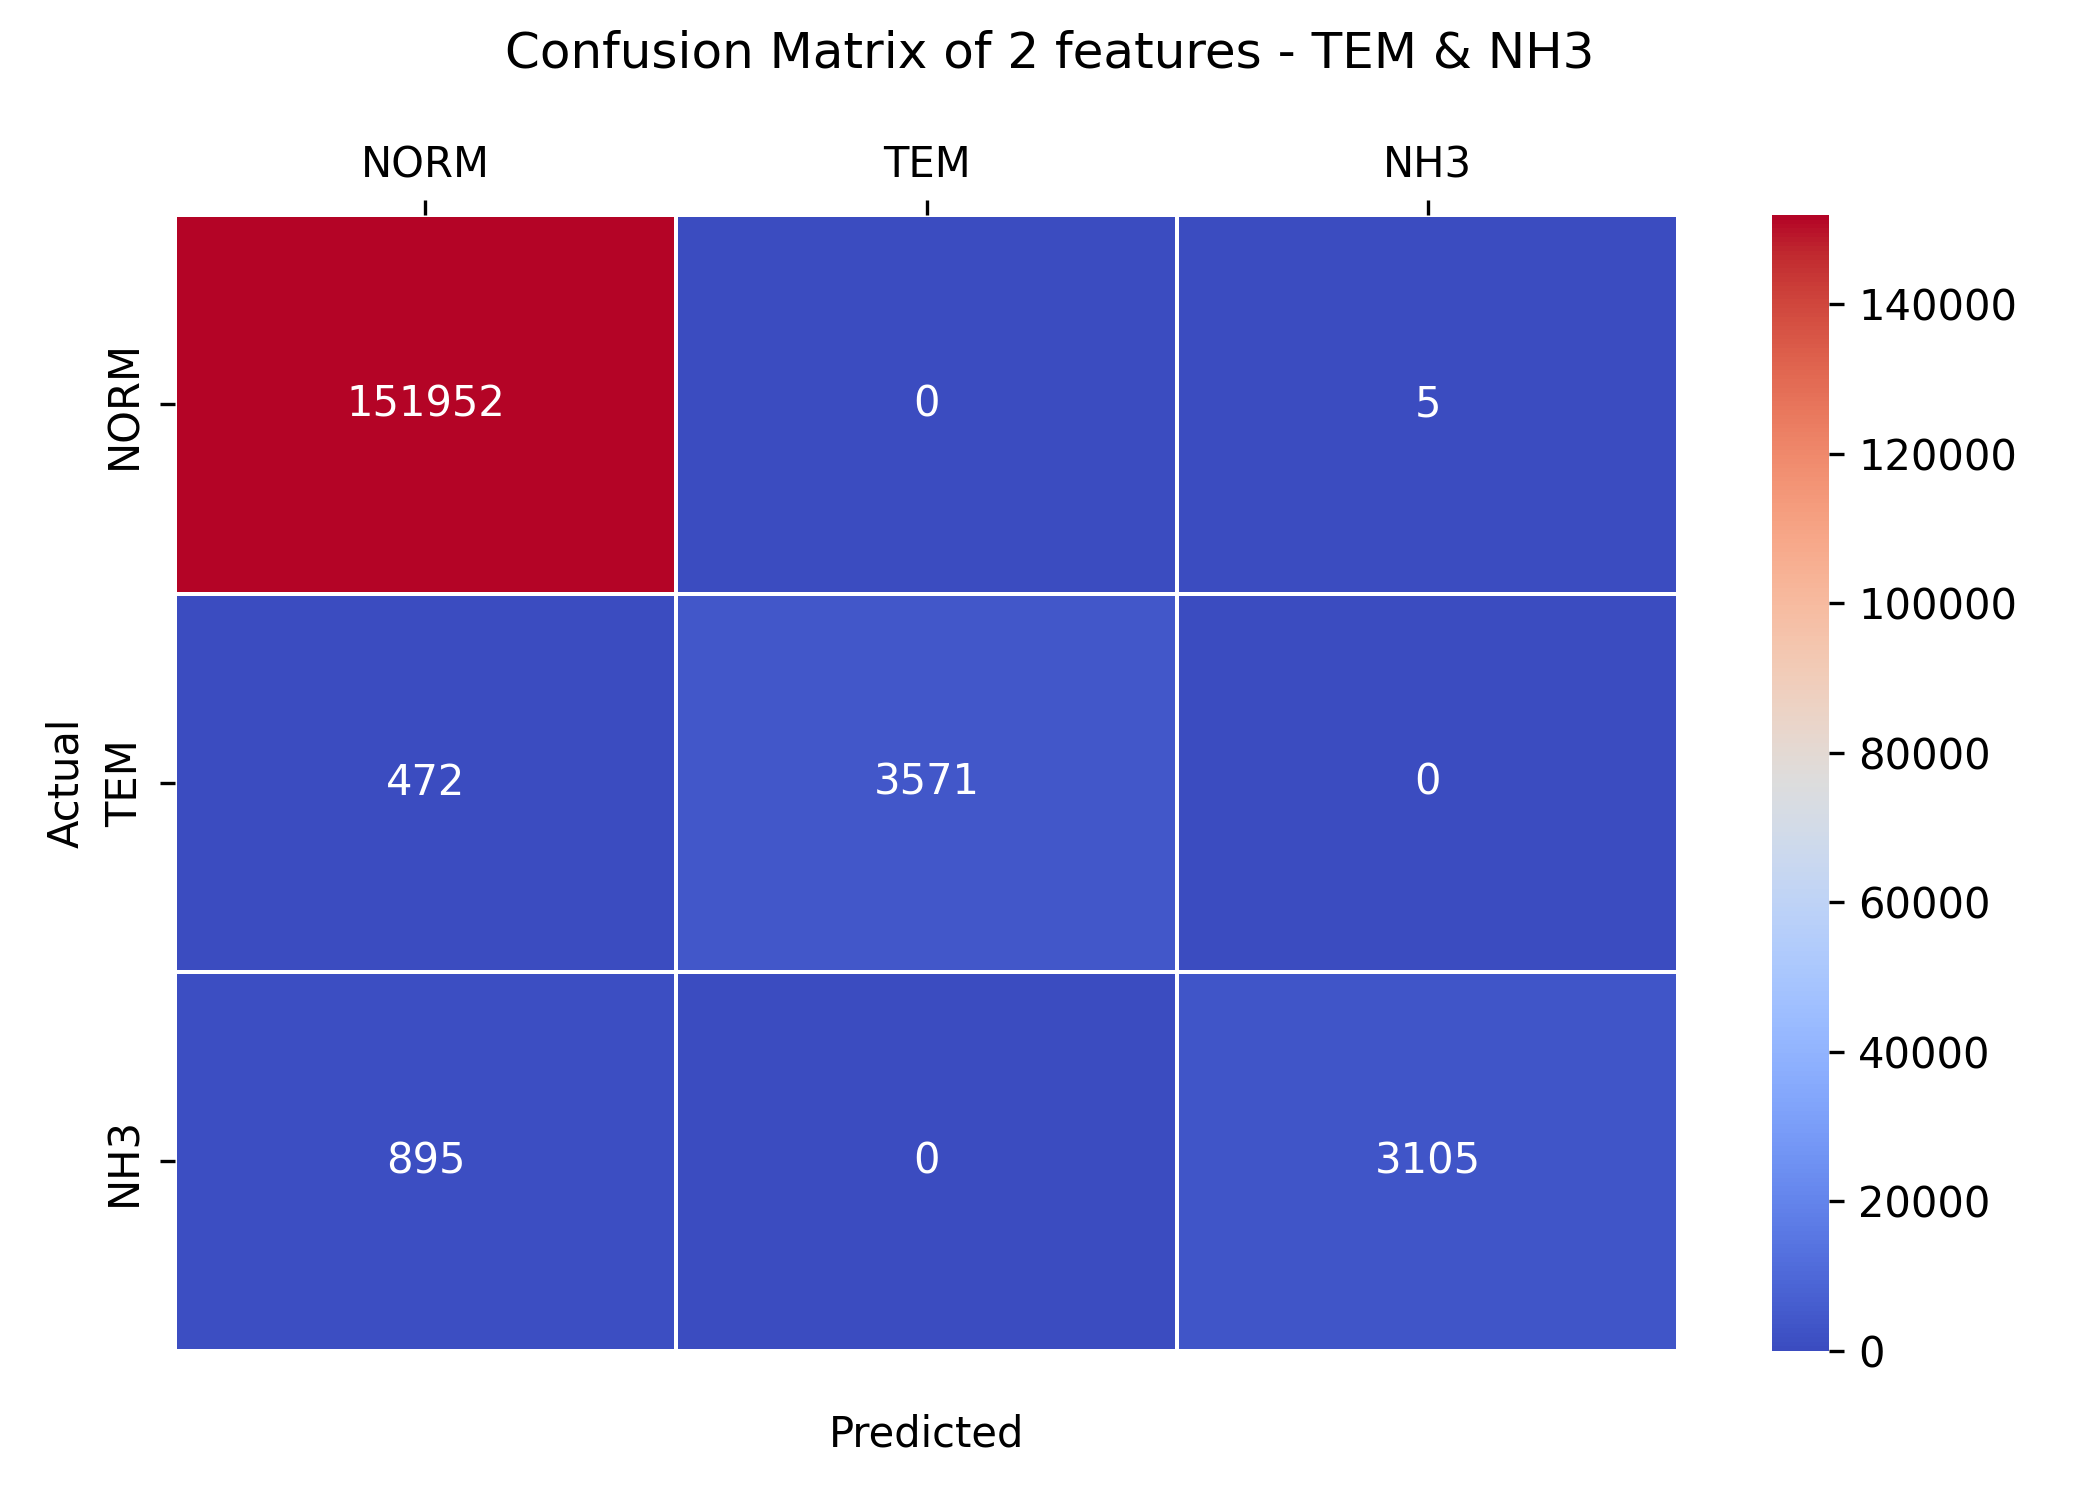 Confusion Matrix of 2 features - TEM & NH3
NORM TEM NH3
NORM 151952 0 5
TEM 472 3571 0
NH3 895 0 3105
Actual
Predicted
140000
120000
100000
80000
60000
40000
20000
0